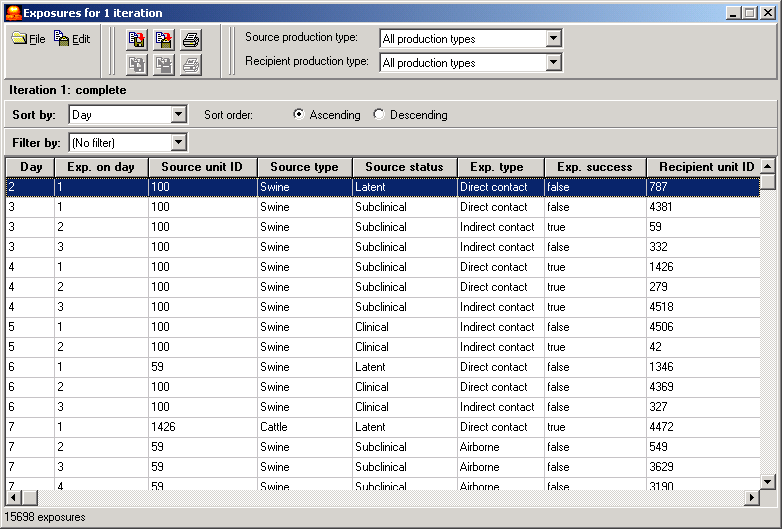 Exposures for 1 iteration
File Edit
Source production type: All production types
Recipient production type: All production types
Iteration 1: complete
Sort by: Day Sort order: Ascending Descending
Filter by: (No filter)
Day Exp. on day Source unit ID Source type Source status Exp. type Exp. success Recipient unit ID
2 1 100 Swine Latent Direct contact false 787
3 1 100 Swine Subclinical Direct contact false 4381
3 2 100 Swine Subclinical Indirect contact true 59
3 3 100 Swine Subclinical Indirect contact false 332
4 1 100 Swine Subclinical Direct contact true 1426
4 2 100 Swine Subclinical Direct contact true 279
4 3 100 Swine Subclinical Indirect contact true 4518
5 1 100 Swine Clinical Indirect contact false 4506
5 2 100 Swine Clinical Indirect contact true 42
6 1 59 Swine Latent Direct contact false 1346
6 2 100 Swine Clinical Direct contact false 4369
6 3 100 Swine Clinical Indirect contact false 327
7 1 1426 Cattle Latent Direct contact true 4472
7 2 59 Swine Subclinical Airborne false 549
7 3 59 Swine Subclinical Airborne false 3629
7 4 59 Swine Subclinical Airborne false 3190
15698 exposures